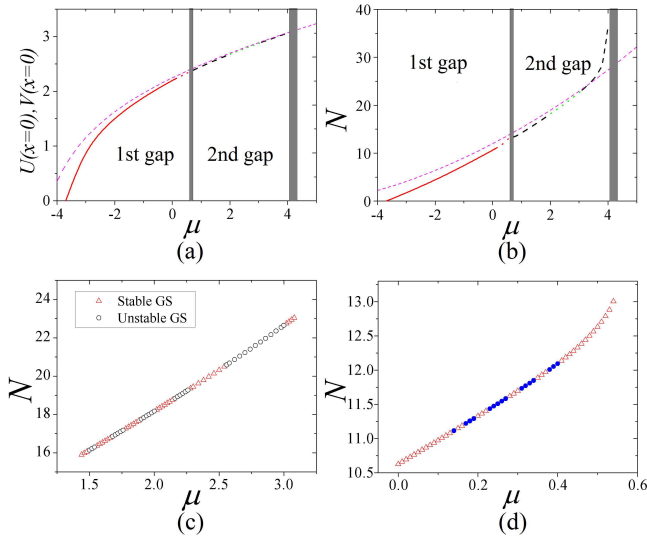 U(x=0),V(x=0)
3
2
1
0
1st gap
2nd gap
-4
-2
0
2
4
μ
(a)
N
40
30
20
10
0
1st gap
2nd gap
-4
-2
0
2
4
μ
(b)
N
24
22
20
18
16
Stable GS
Unstable GS
1.5
2.0
2.5
3.0
μ
(c)
N
13.0
12.5
12.0
11.5
11.0
10.5
0.0
0.2
0.4
0.6
μ
(d)